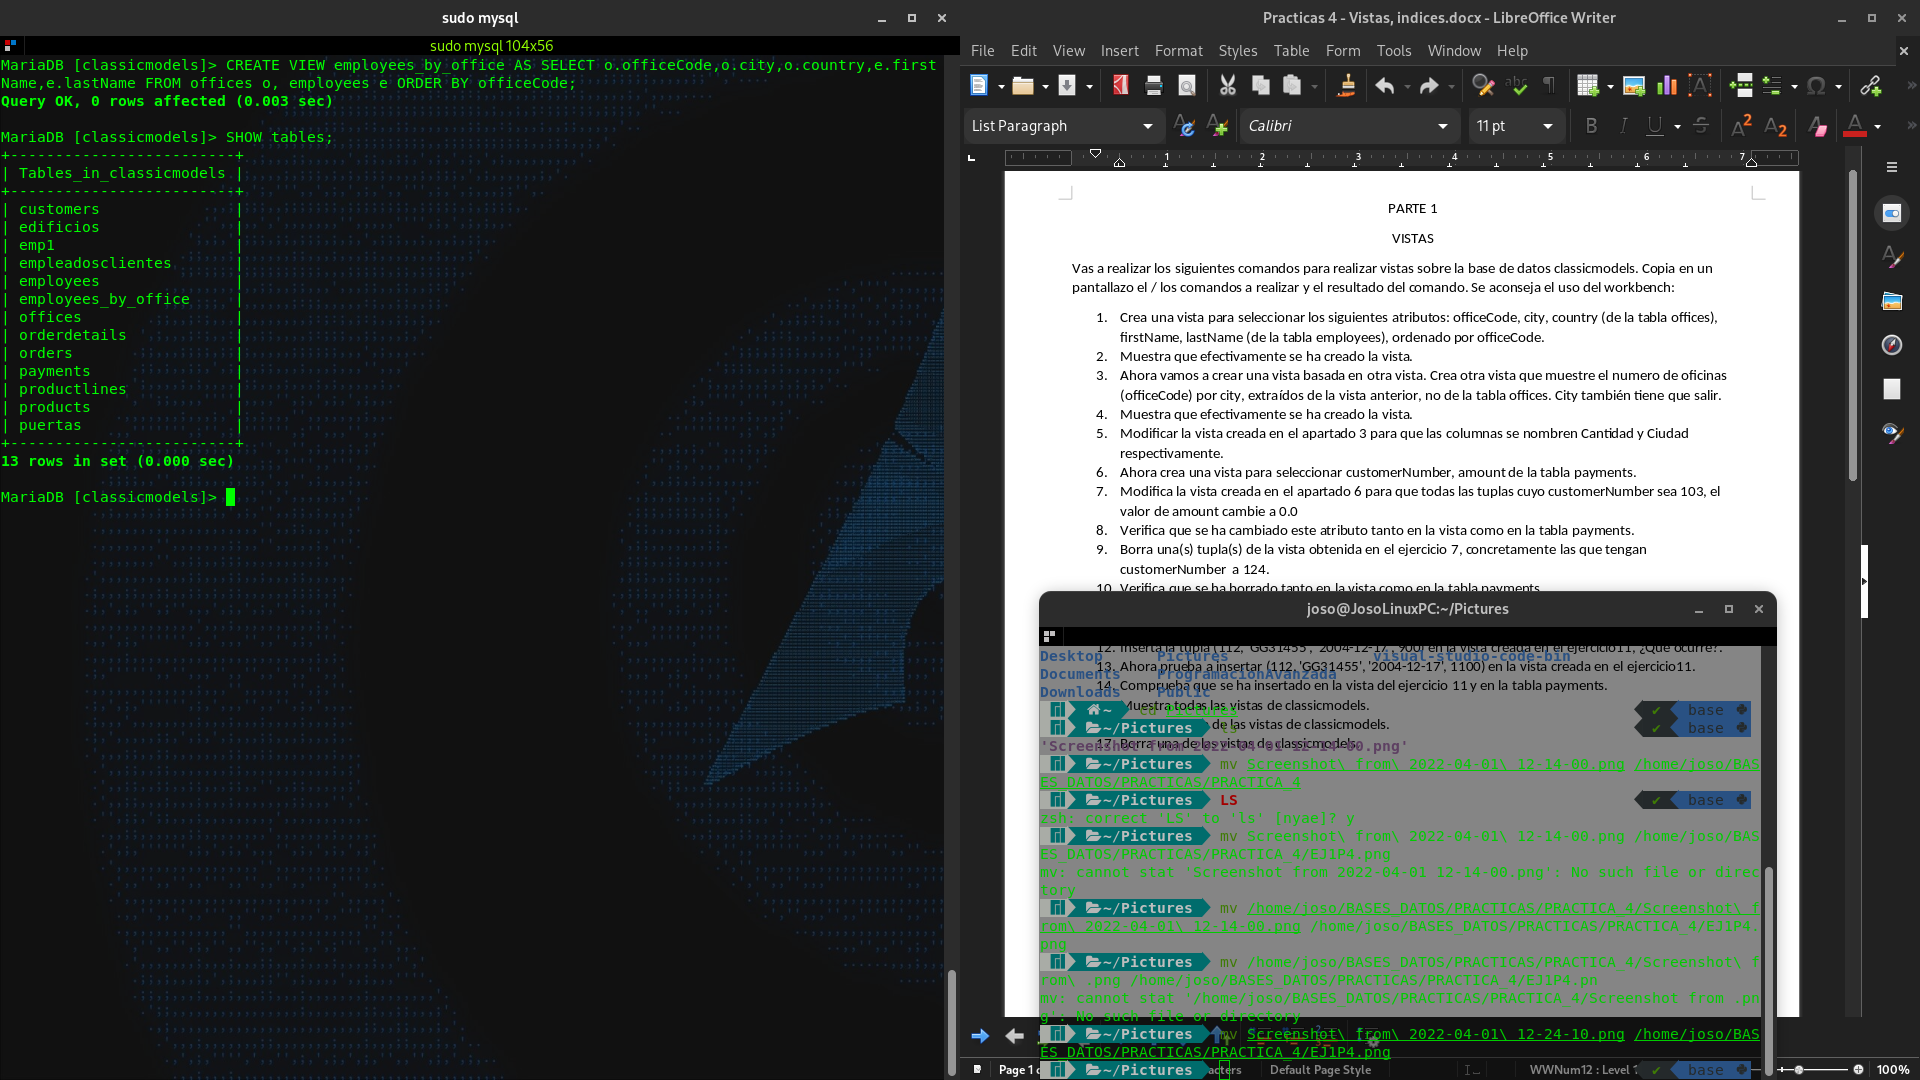 sudo mysql
sudo mysql 104x56
MariaDB [classicmodels]> CREATE VIEW employees_by_office AS SELECT o.officeCode,o.city,o.country,e.first
Name,e.lastName FROM offices o, employees e ORDER BY officeCode;
Query OK, 0 rows affected (0.003 sec)
MariaDB [classicmodels]> SHOW tables;
+-------------------------+
| Tables_in_classicmodels |
+-------------------------+
| customers |
| edificios |
| emp1 |
| empleadosclientes |
| employees |
| employees_by_office |
| offices |
| orderdetails |
| orders |
| payments |
| productlines |
| products |
| puertas |
+-------------------------+
13 rows in set (0.000 sec)
MariaDB [classicmodels]>
Practicas 4 - Vistas, indices.docx - LibreOffice Writer
File Edit View Insert Format Styles Table Form Tools Window Help
List Paragraph Calibri 11 pt
1 2 3 4 5 6 7
PARTE 1
VISTAS
Vas a realizar los siguientes comandos para realizar vistas sobre la base de datos classicmodels. Copia en un
pantallazo el / los comandos a realizar y el resultado del comando. Se aconseja el uso del workbench:
1. Crea una vista para seleccionar los siguientes atributos: officeCode, city, country (de la tabla offices),
firstName, lastName (de la tabla employees), ordenado por officeCode.
2. Muestra que efectivamente se ha creado la vista.
3. Ahora vamos a crear una vista basada en otra vista. Crea otra vista que muestre el numero de oficinas
(officeCode) por city, extraídos de la vista anterior, no de la tabla offices. City también tiene que salir.
4. Muestra que efectivamente se ha creado la vista.
5. Modificar la vista creada en el apartado 3 para que las columnas se nombren Cantidad y Ciudad
respectivamente.
6. Ahora crea una vista para seleccionar customerNumber, amount de la tabla payments.
7. Modifica la vista creada en el apartado 6 para que todas las tuplas cuyo customerNumber sea 103, el
valor de amount cambie a 0.0
8. Verifica que se ha cambiado este atributo tanto en la vista como en la tabla payments.
9. Borra una(s) tupla(s) de la vista obtenida en el ejercicio 7, concretamente las que tengan
customerNumber a 124.
10. Verifica que se ha borrado tanto en la vista como en la tabla payments
joso@JosoLinuxPC:~/Pictures
12. Inserta la tupla (112, 'GG31455', '2004-12-17', 900) en la vista creada en el ejercicio11, ¿Que ocurre?.
Desktop Pictures visual-studio-code-bin
13. Ahora prueba a insertar (112, 'GG31455', '2004-12-17', 1100) en la vista creada en el ejercicio11.
Documents ProgramacionAvanzada
14. Comprueba que se ha insertado en la vista del ejercicio 11 y en la tabla payments.
Downloads Public
Muestra todas las vistas de classicmodels.
~ cd Pictures ✔ base
de las vistas de classicmodels.
~/Pictures ls ✔ base
17. Borra una de las vistas de classicmodels.
'Screenshot from 2022-04-01 12-14-00.png'
~/Pictures mv Screenshot\ from\ 2022-04-01\ 12-14-00.png /home/joso/BAS
ES_DATOS/PRACTICAS/PRACTICA_4
~/Pictures LS ✔ base
zsh: correct 'LS' to 'ls' [nyae]? y
~/Pictures mv Screenshot\ from\ 2022-04-01\ 12-14-00.png /home/joso/BAS
ES_DATOS/PRACTICAS/PRACTICA_4/EJ1P4.png
mv: cannot stat 'Screenshot from 2022-04-01 12-14-00.png': No such file or direc
tory
~/Pictures mv /home/joso/BASES_DATOS/PRACTICAS/PRACTICA_4/Screenshot\ f
rom\ 2022-04-01\ 12-14-00.png /home/joso/BASES_DATOS/PRACTICAS/PRACTICA_4/EJ1P4.
png
~/Pictures mv /home/joso/BASES_DATOS/PRACTICAS/PRACTICA_4/Screenshot\ f
rom\ .png /home/joso/BASES_DATOS/PRACTICAS/PRACTICA_4/EJ1P4.pn
mv: cannot stat '/home/joso/BASES_DATOS/PRACTICAS/PRACTICA_4/Screenshot from .pn
g': No such file or directory
~/Pictures mv Screenshot\ from\ 2022-04-01\ 12-24-10.png /home/joso/BAS
ES_DATOS/PRACTICAS/PRACTICA_4/EJ1P4.png
~/Pictures ✔ base
Page 1 acters Default Page Style WWNum12 : Level 100%